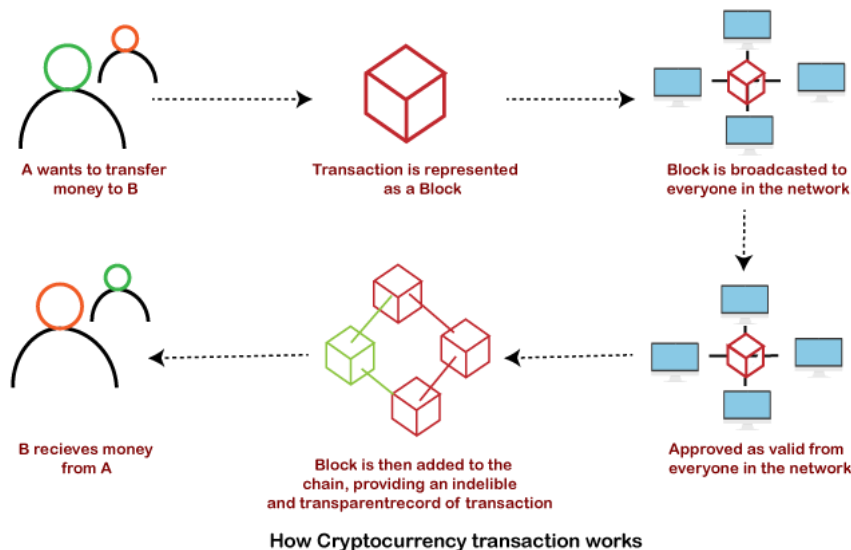 A wants to transfer
money to B
Transaction is represented
as a Block
Block is broadcasted to
everyone in the network
Approved as valid from
everyone in the network
Block is then added to the
chain, providing an indelible
and transparentrecord of transaction
B recieves money
from A
How Cryptocurrency transaction works